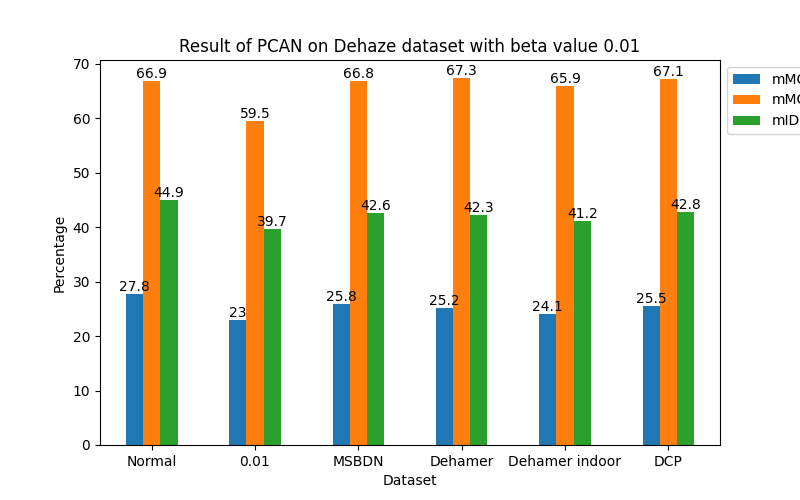 Result of PCAN on Dehaze dataset with beta value 0.01
70
60
50
40
30
20
10
0
Percentage
27.8
66.9
44.9
23
59.5
39.7
25.8
66.8
42.6
25.2
67.3
42.3
24.1
65.9
41.2
25.5
67.1
42.8
Normal
0.01
MSBDN
Dehamer
Dehamer indoor
DCP
Dataset
mMO
mMO
mID